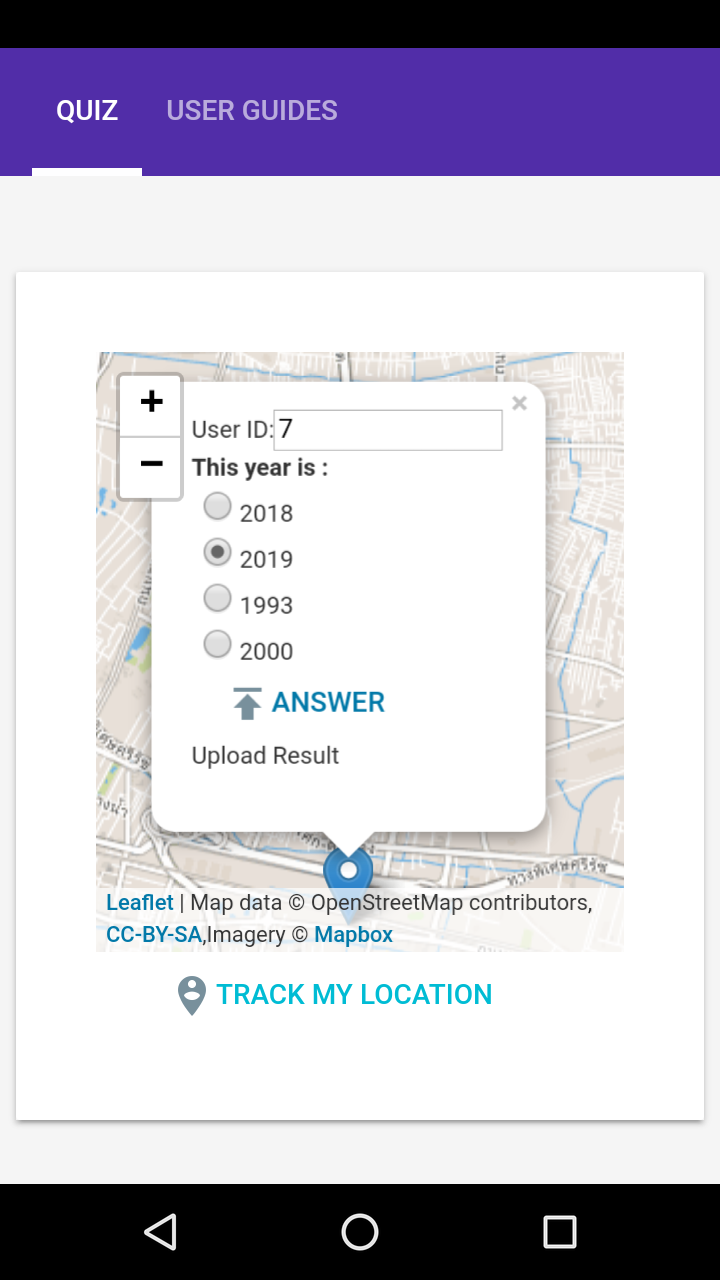 QUIZ USER GUIDES
+
−
×
User ID: 7
This year is :
2018
2019
1993
2000
ANSWER
Upload Result
Leaflet | Map data © OpenStreetMap contributors,
CC-BY-SA,Imagery © Mapbox
TRACK MY LOCATION